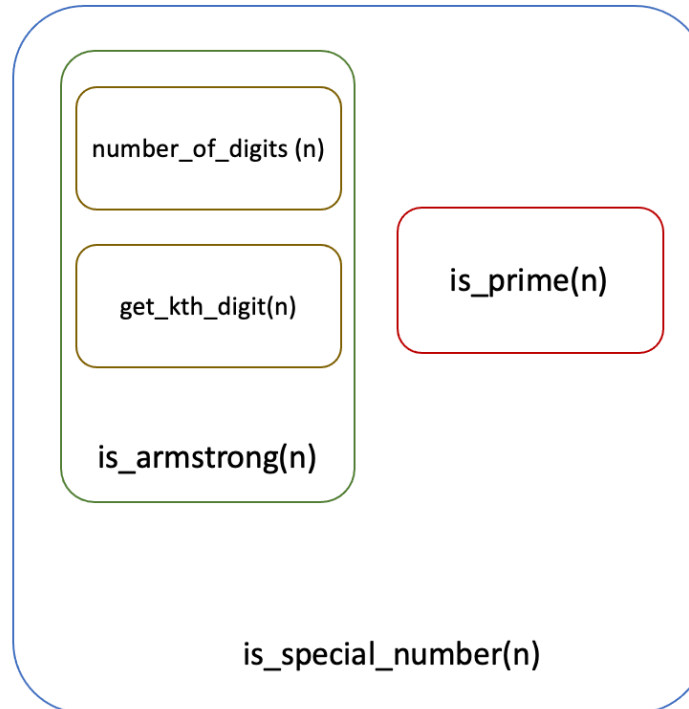 number_of_digits (n)
get_kth_digit(n)
is_prime(n)
is_armstrong(n)
is_special_number(n)